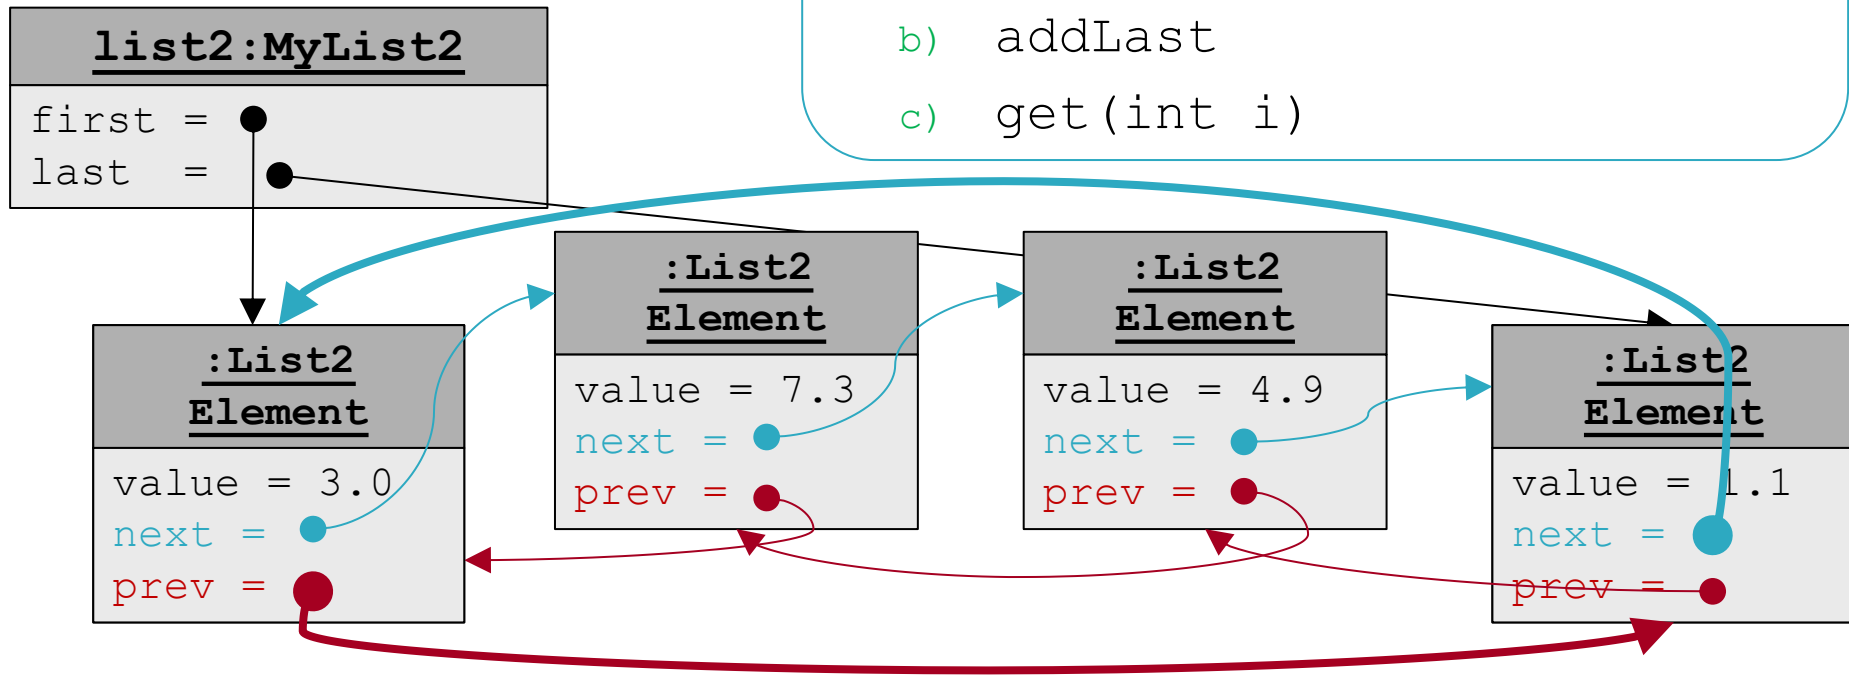 list2:MyList2
first =
last =
b) addLast
c) get(int i)
:List2
Element
value = 3.0
next =
prev =
:List2
Element
value = 7.3
next =
prev =
:List2
Element
value = 4.9
next =
prev =
:List2
Element
value = 1.1
next =
prev =